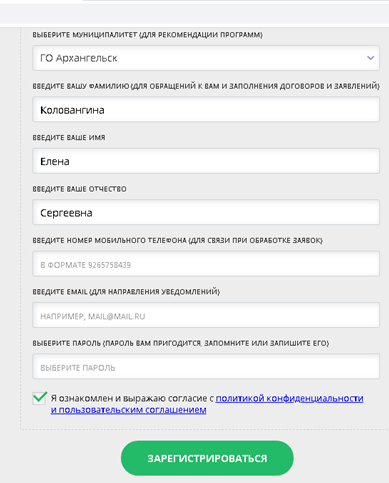 ВЫБЕРИТЕ МУНИЦИПАЛИТЕТ (ДЛЯ РЕКОМЕНДАЦИИ ПРОГРАММ)
ГО Архангельск
ВВЕДИТЕ ВАШУ ФАМИЛИЮ (ДЛЯ ОБРАЩЕНИЙ К ВАМ И ЗАПОЛНЕНИЯ ДОГОВОРОВ И ЗАЯВЛЕНИЙ)
Коловангина
ВВЕДИТЕ ВАШЕ ИМЯ
Елена
ВВЕДИТЕ ВАШЕ ОТЧЕСТВО
Сергеевна
ВВЕДИТЕ НОМЕР МОБИЛЬНОГО ТЕЛЕФОНА (ДЛЯ СВЯЗИ ПРИ ОБРАБОТКЕ ЗАЯВОК)
В ФОРМАТЕ 9265758439
ВВЕДИТЕ EMAIL (ДЛЯ НАПРАВЛЕНИЯ УВЕДОМЛЕНИЙ)
НАПРИМЕР, MAIL@MAIL.RU
ВЫБЕРИТЕ ПАРОЛЬ (ПАРОЛЬ ВАМ ПРИГОДИТСЯ, ЗАПОМНИТЕ ИЛИ ЗАПИШИТЕ ЕГО)
ВЫБЕРИТЕ ПАРОЛЬ
Я ознакомлен и выражаю согласие с политикой конфиденциальности
и пользовательским соглашением
ЗАРЕГИСТРИРОВАТЬСЯ